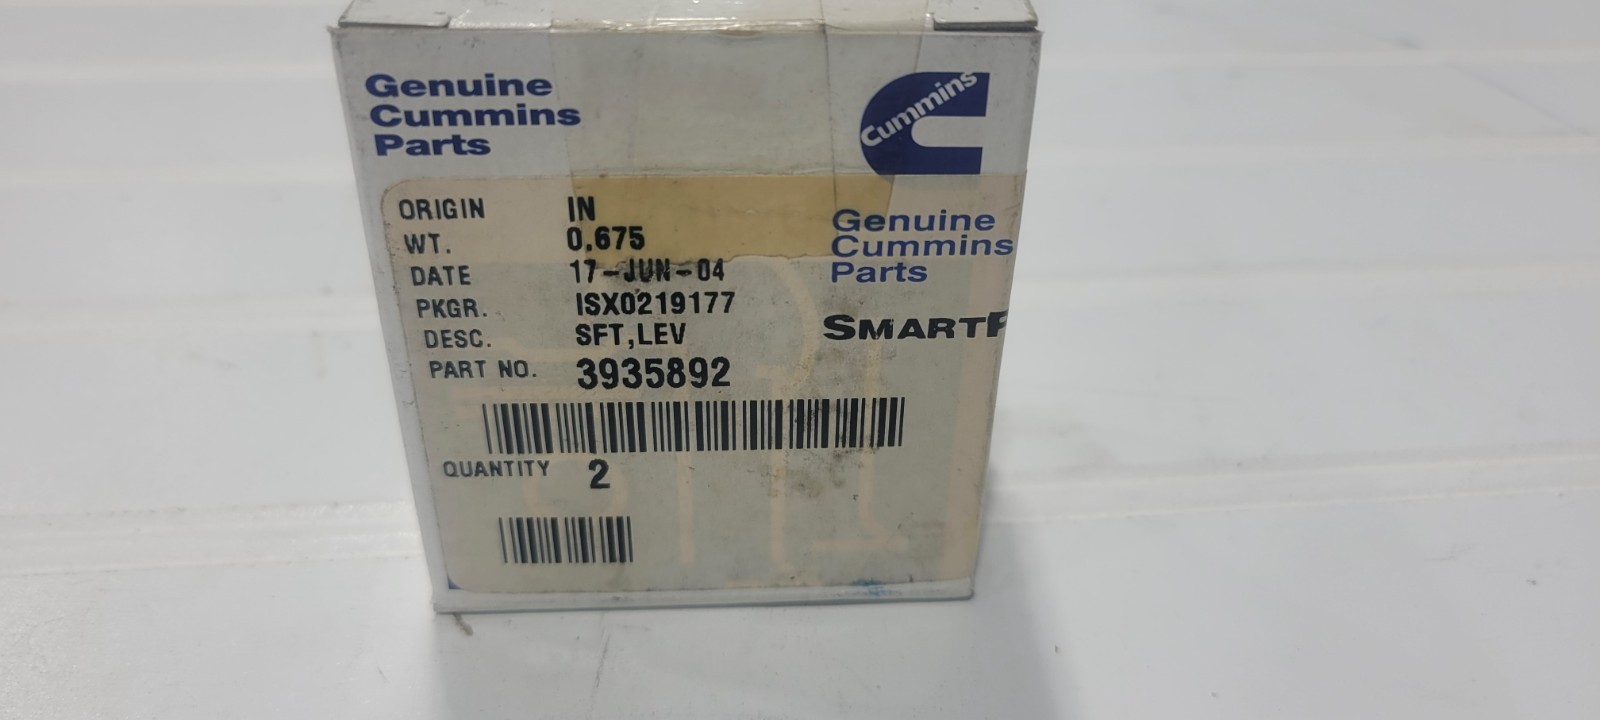 Genuine
Cummins
Parts
Cummins
ORIGIN IN
WT. 0.675
DATE 17-JUN-04
PKGR. ISX0219177
DESC. SFT,LEV
PART NO. 3935892
QUANTITY 2
Genuine
Cummins
Parts